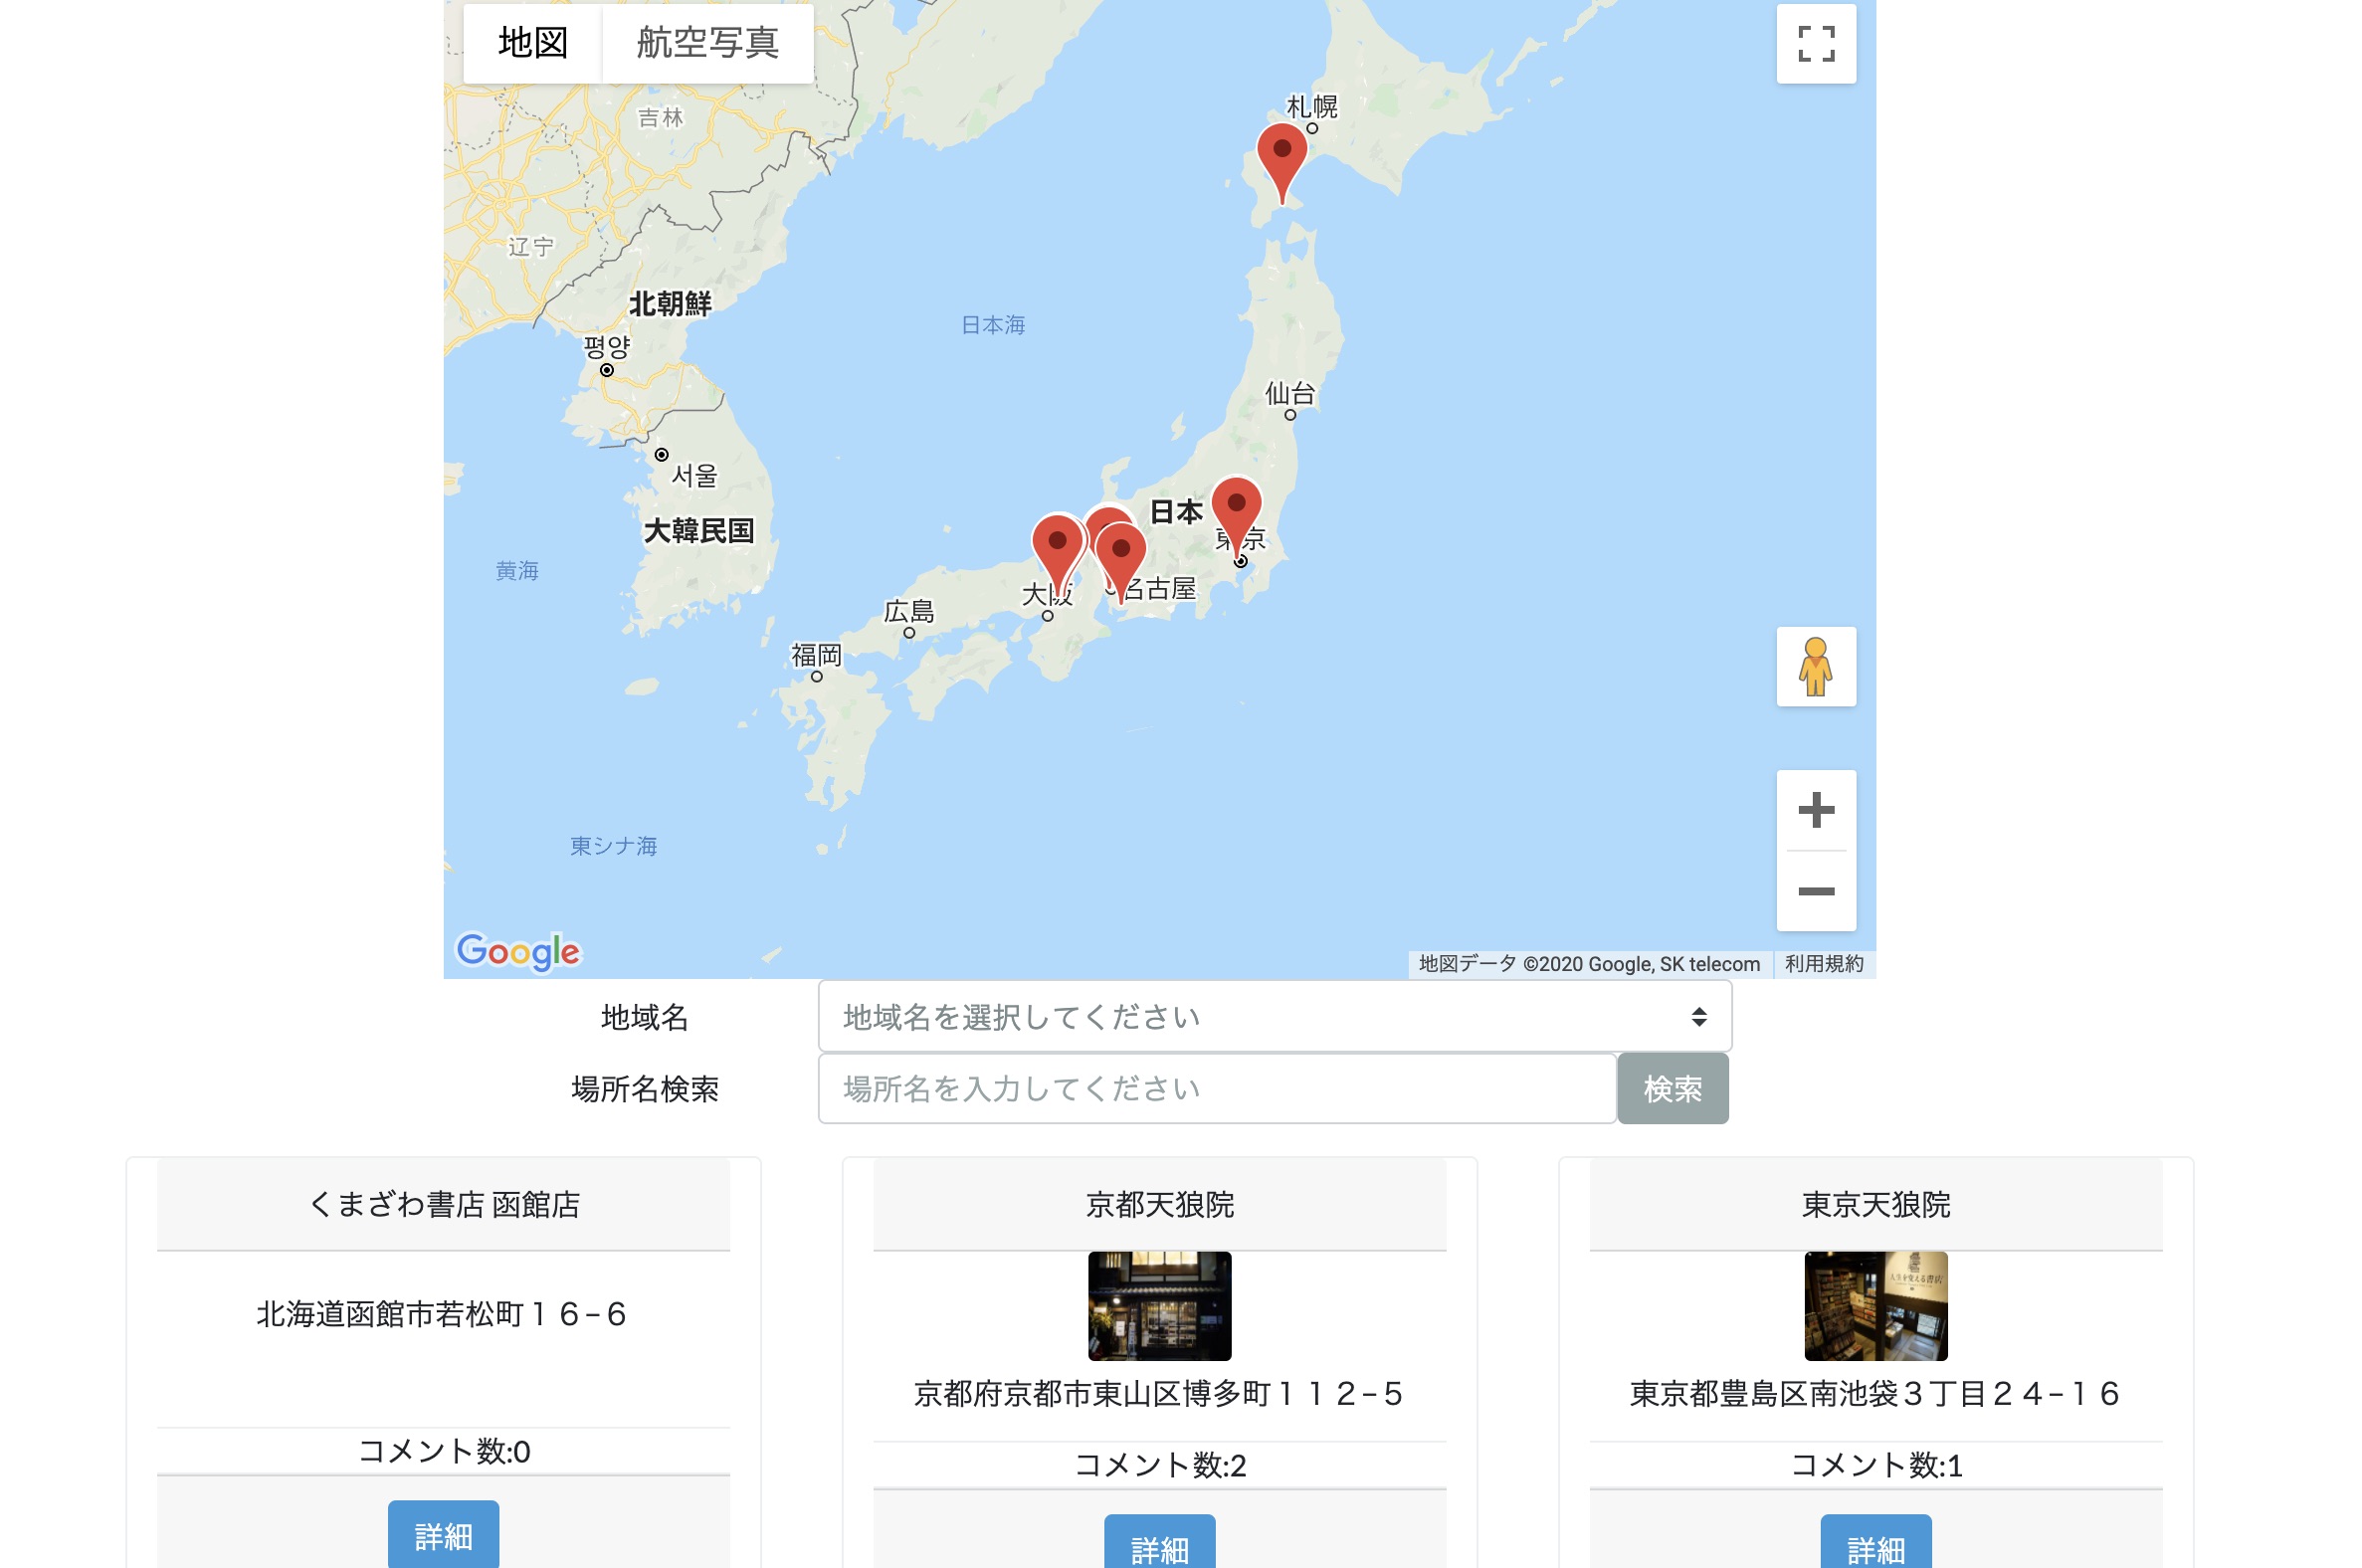 地図 航空写真
札幌
吉林
辽宁
北朝鮮
평양
日本海
仙台
서울
日本
大韓民国
東京
黄海
大阪
名古屋
広島
福岡
東シナ海
Google
地図データ ©2020 Google, SK telecom 利用規約
地域名 地域名を選択してください
場所名検索 場所名を入力してください 検索
くまざわ書店 函館店
京都天狼院
東京天狼院
人生を変える書店
北海道函館市若松町１６−６
京都府京都市東山区博多町１１２−５
東京都豊島区南池袋３丁目２４−１６
コメント数:0
コメント数:2
コメント数:1
詳細
詳細
詳細